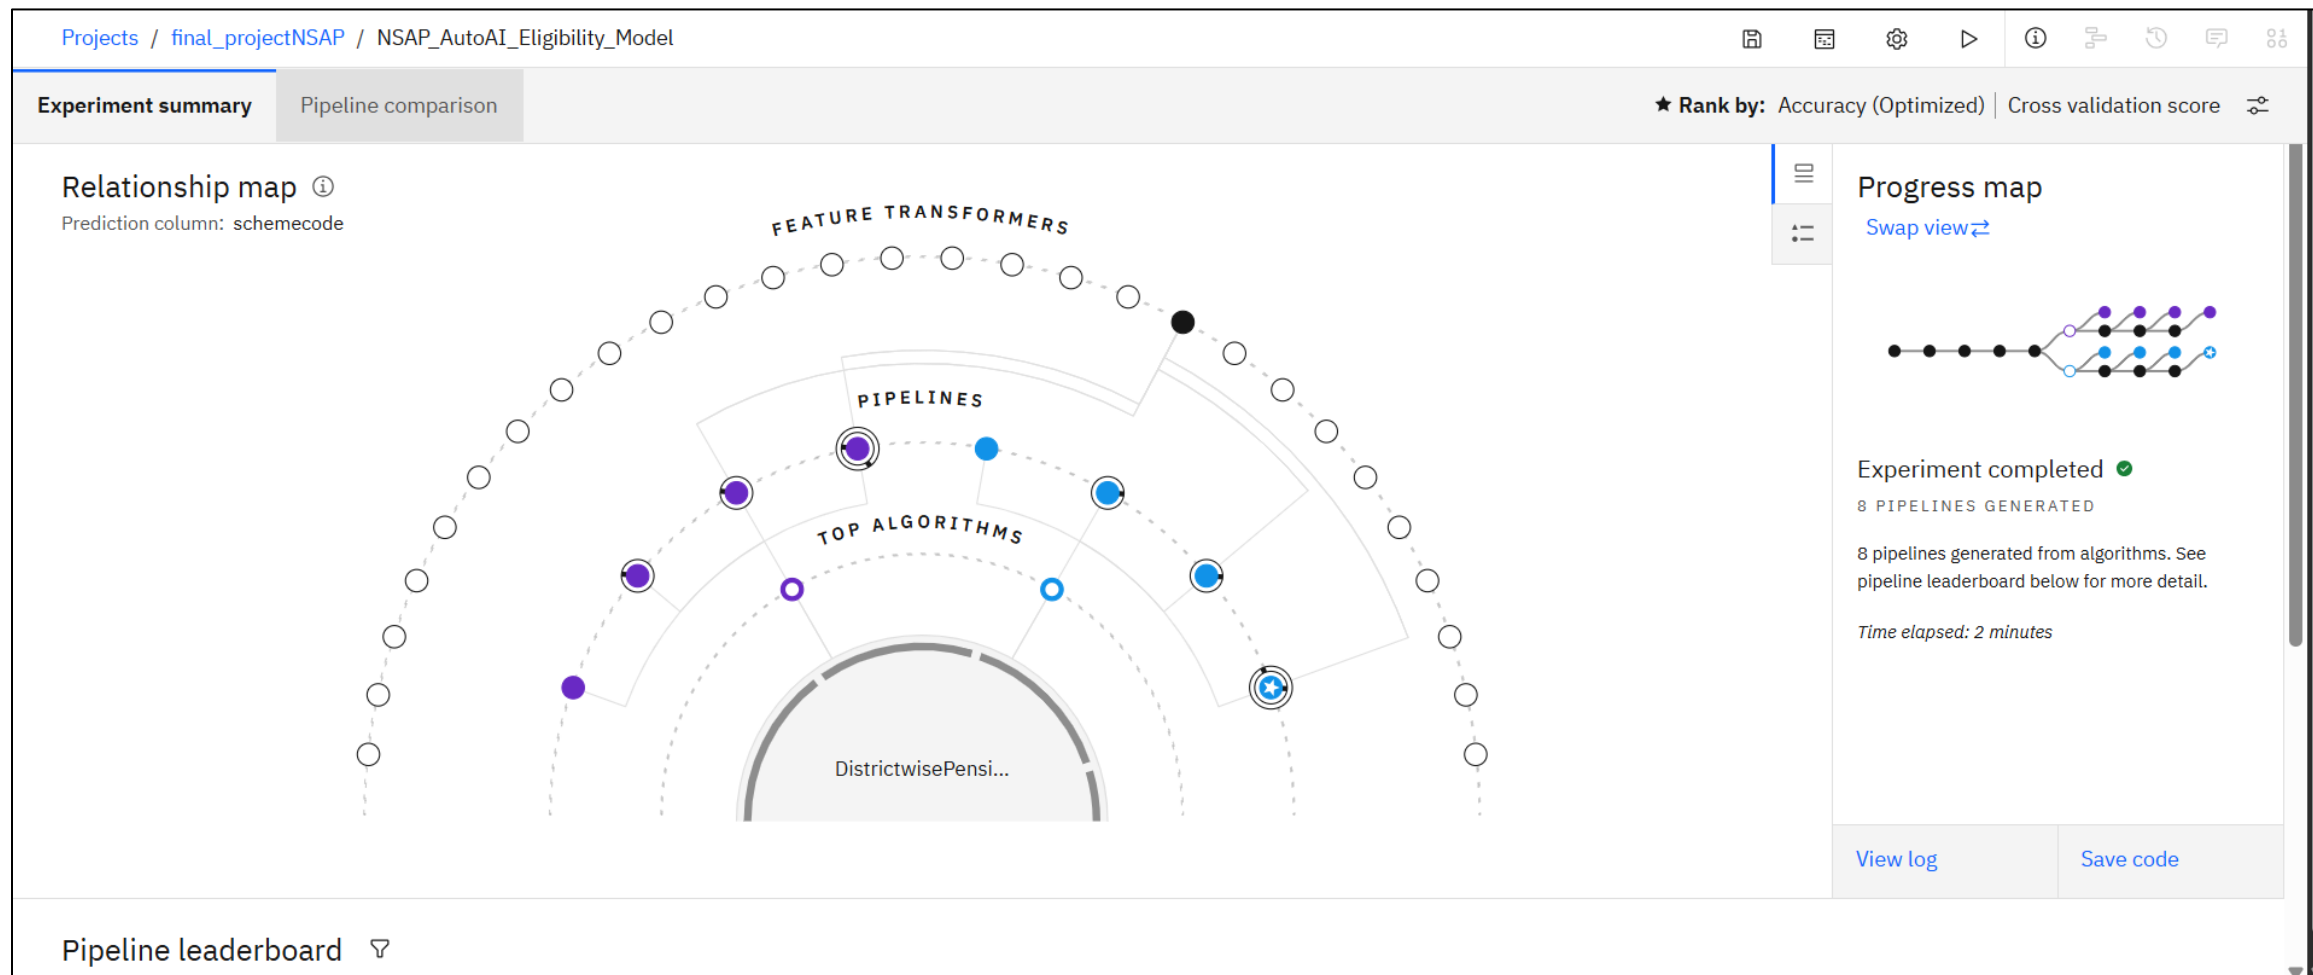 Projects / final_projectNSAP / NSAP_AutoAI_Eligibility_Model
Experiment summary
Pipeline comparison
Rank by: Accuracy (Optimized) | Cross validation score
Relationship map
Prediction column: schemecode
FEATURE TRANSFORMERS
PIPELINES
TOP ALGORITHMS
DistrictwisePensi...
Progress map
Swap view
Experiment completed
8 PIPELINES GENERATED
8 pipelines generated from algorithms. See
pipeline leaderboard below for more detail.
Time elapsed: 2 minutes
View log
Save code
Pipeline leaderboard